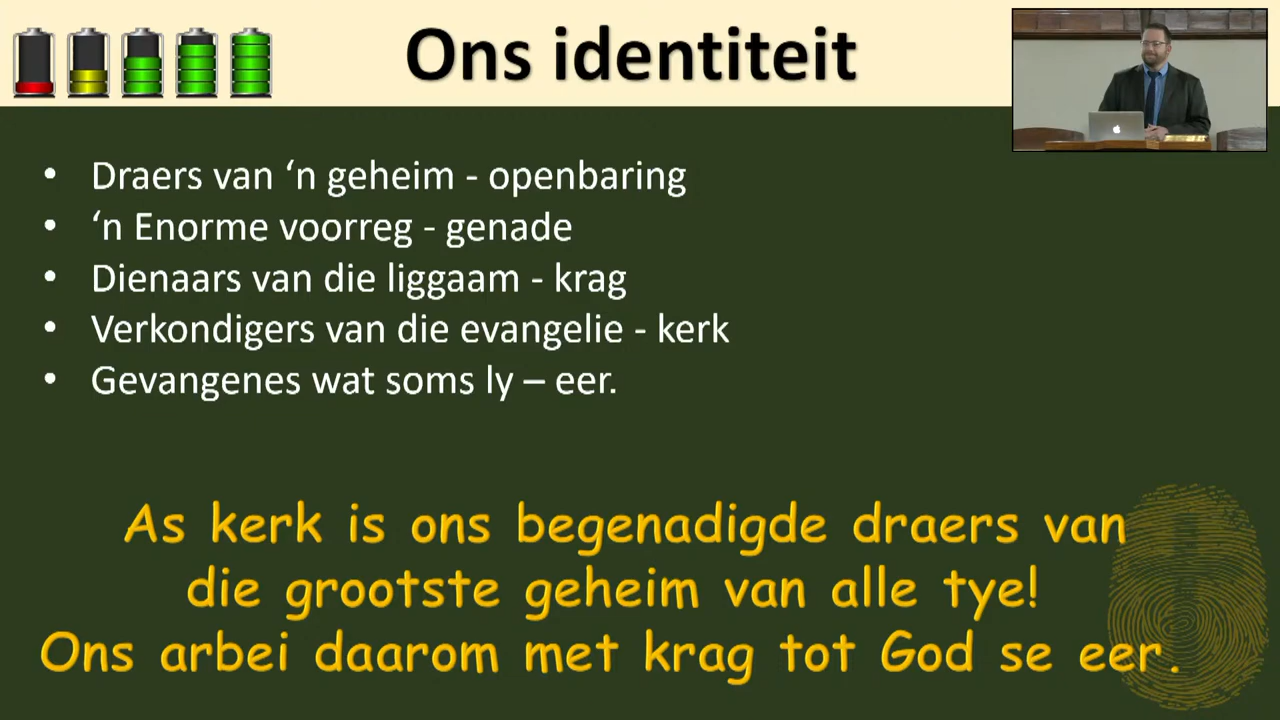 Ons identiteit
• Draers van ‘n geheim - openbaring
• ‘n Enorme voorreg - genade
• Dienaars van die liggaam - krag
• Verkondigers van die evangelie - kerk
• Gevangenes wat soms ly – eer.
As kerk is ons begenadigde draers van
die grootste geheim van alle tye!
Ons arbei daarom met krag tot God se eer.